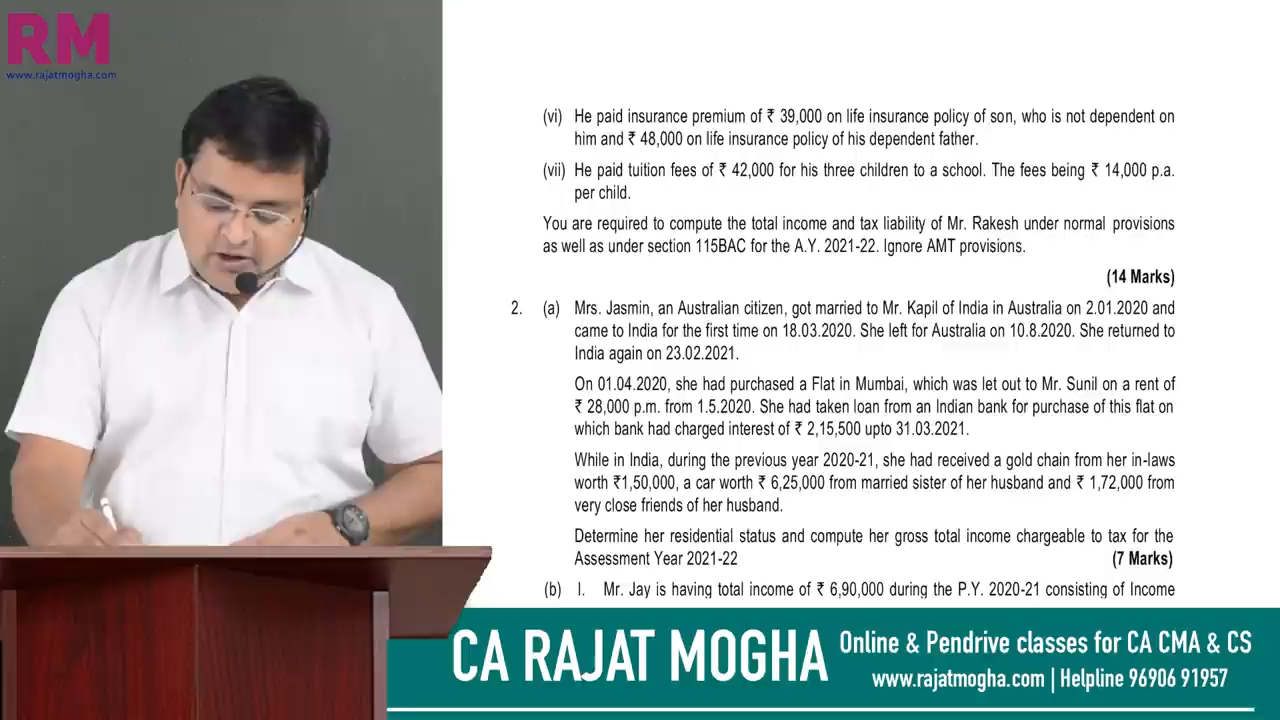 RM
www.rajatmogha.com
(vi) He paid insurance premium of ₹ 39,000 on life insurance policy of son, who is not dependent on
him and ₹ 48,000 on life insurance policy of his dependent father.
(vii) He paid tuition fees of ₹ 42,000 for his three children to a school. The fees being ₹ 14,000 p.a.
per child.
You are required to compute the total income and tax liability of Mr. Rakesh under normal provisions
as well as under section 115BAC for the A.Y. 2021-22. Ignore AMT provisions.
(14 Marks)
2. (a) Mrs. Jasmin, an Australian citizen, got married to Mr. Kapil of India in Australia on 2.01.2020 and
came to India for the first time on 18.03.2020. She left for Australia on 10.8.2020. She returned to
India again on 23.02.2021.
On 01.04.2020, she had purchased a Flat in Mumbai, which was let out to Mr. Sunil on a rent of
₹ 28,000 p.m. from 1.5.2020. She had taken loan from an Indian bank for purchase of this flat on
which bank had charged interest of ₹ 2,15,500 upto 31.03.2021.
While in India, during the previous year 2020-21, she had received a gold chain from her in-laws
worth ₹1,50,000, a car worth ₹ 6,25,000 from married sister of her husband and ₹ 1,72,000 from
very close friends of her husband.
Determine her residential status and compute her gross total income chargeable to tax for the
Assessment Year 2021-22 (7 Marks)
(b) I. Mr. Jay is having total income of ₹ 6,90,000 during the P.Y. 2020-21 consisting of Income
CA RAJAT MOGHA
Online & Pendrive classes for CA CMA & CS
www.rajatmogha.com | Helpline 96906 91957